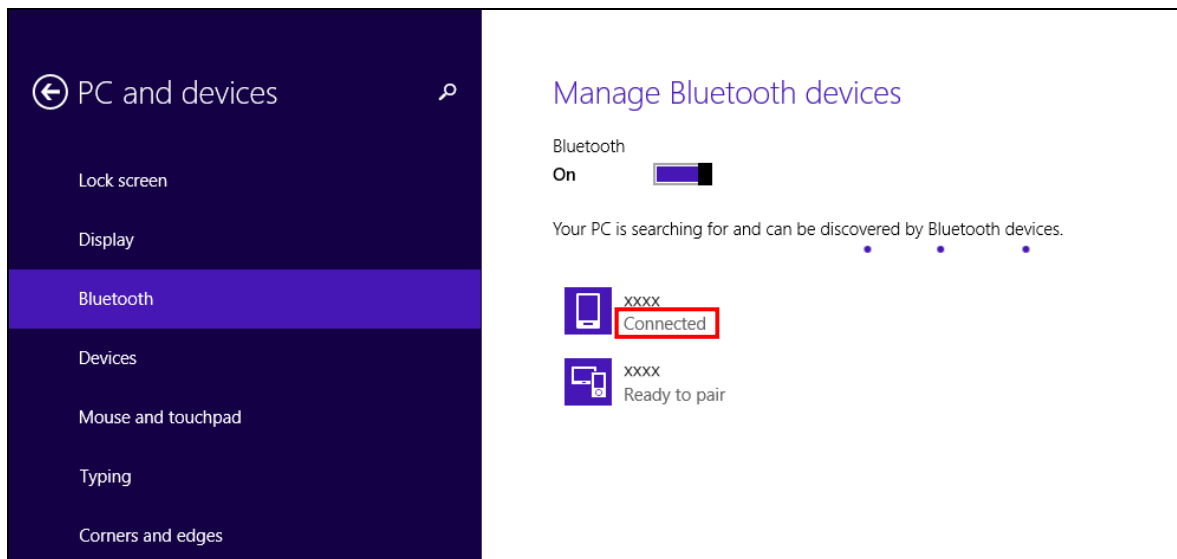 PC and devices
Lock screen
Display
Bluetooth
Devices
Mouse and touchpad
Typing
Corners and edges
Manage Bluetooth devices
Bluetooth
On
Your PC is searching for and can be discovered by Bluetooth devices.
xxxx
Connected
xxxx
Ready to pair